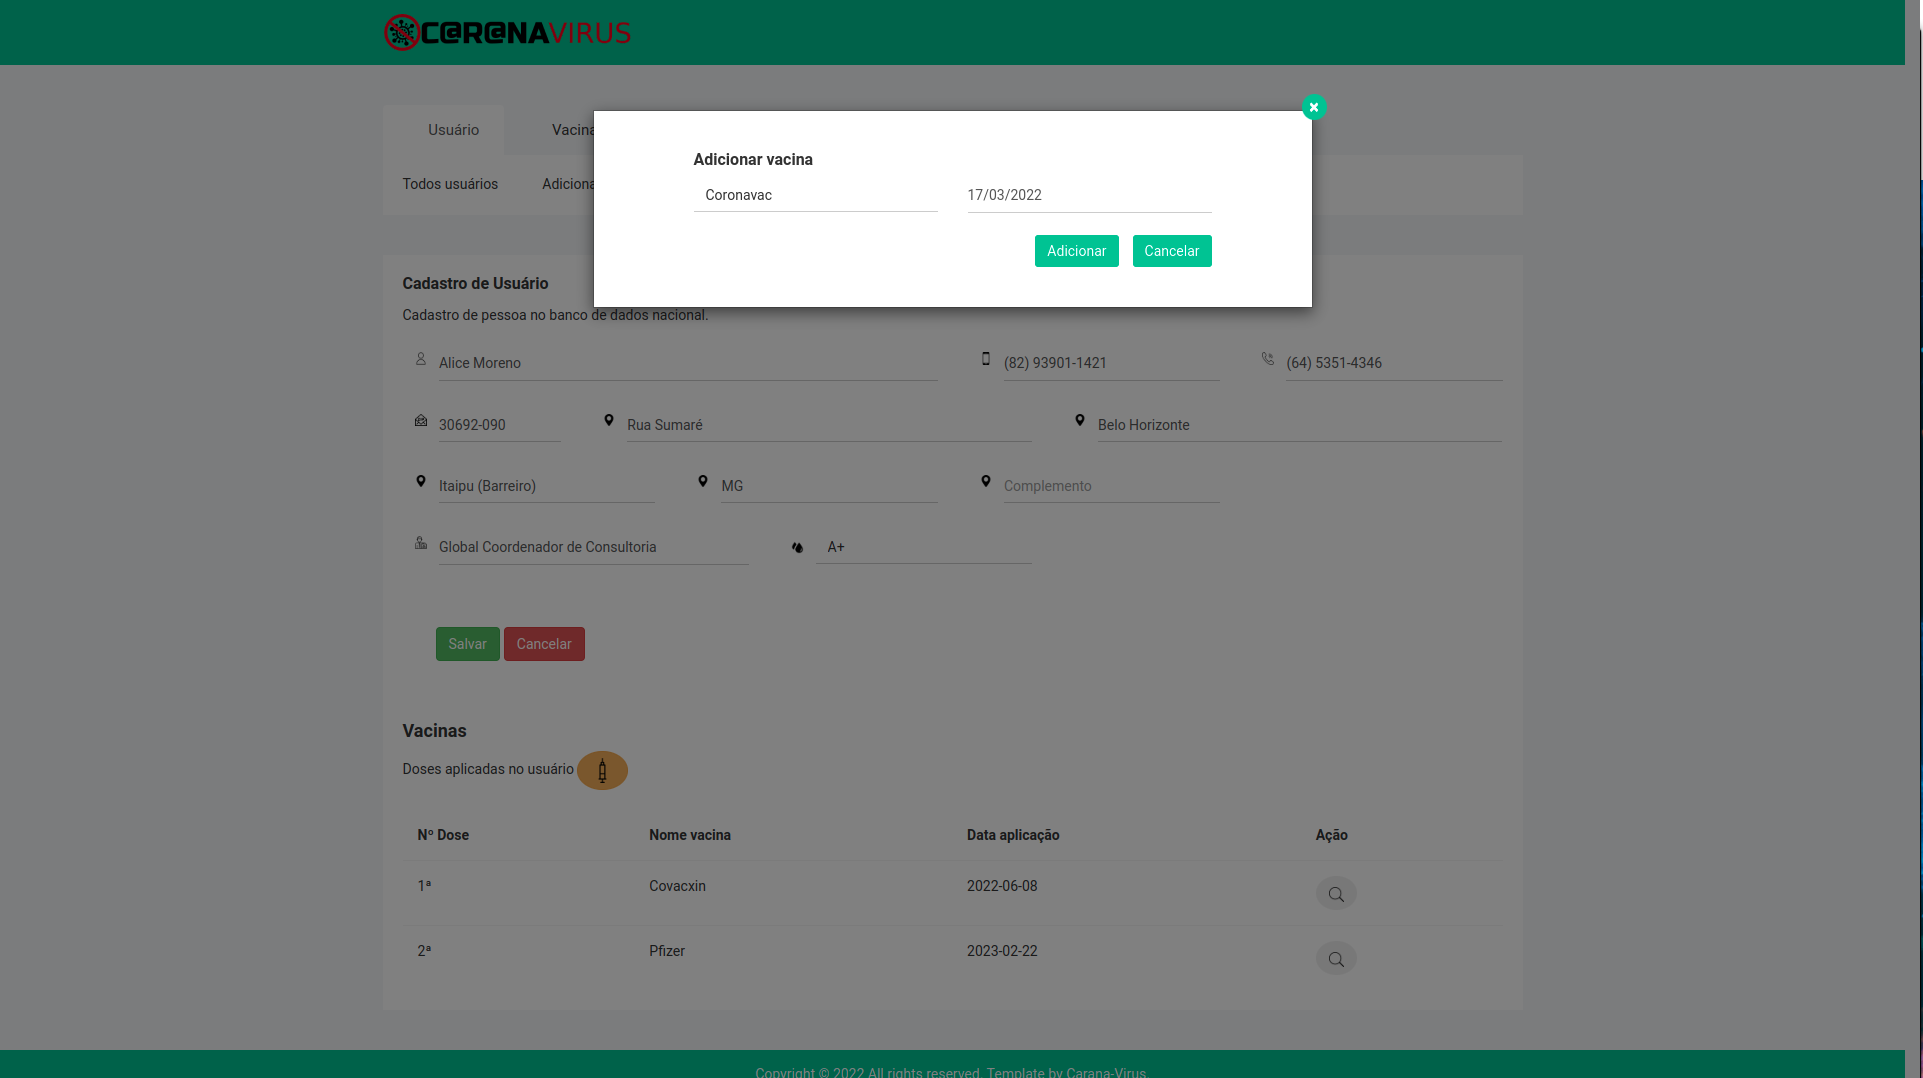 C@R@NAVIRUS
Usuário Vacina
Todos usuários Adiciona
Adicionar vacina
Coronavac 17/03/2022
Adicionar Cancelar
Cadastro de Usuário
Cadastro de pessoa no banco de dados nacional.
Alice Moreno (82) 93901-1421 (64) 5351-4346
30692-090 Rua Sumaré Belo Horizonte
Itaipu (Barreiro) MG Complemento
Global Coordenador de Consultoria A+
Salvar Cancelar
Vacinas
Doses aplicadas no usuário
Nº Dose Nome vacina Data aplicação Ação
1ª Covacxin 2022-06-08
2ª Pfizer 2023-02-22
Copyright © 2022 All rights reserved. Template by Carana-Virus